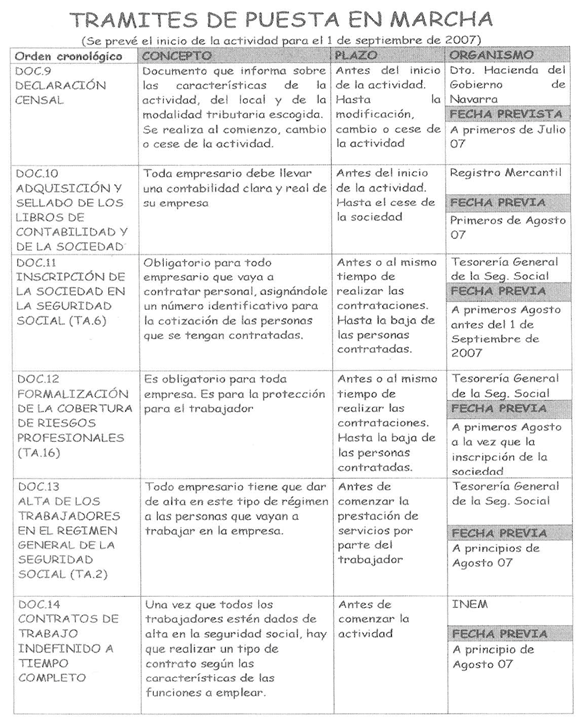 TRAMITES DE PUESTA EN MARCHA
(Se prevé el inicio de la actividad para el 1 de septiembre de 2007)
Orden cronológico CONCEPTO PLAZO ORGANISMO
DOC.9
DECLARACIÓN
CENSAL
Documento que informa sobre
las características de la
actividad, del local y de la
modalidad tributaria escogida.
Se realiza al comienzo, cambio
o cese de la actividad.
Antes del inicio
de la actividad.
Hasta la
modificación,
cambio o cese de
la actividad
Dto. Hacienda del
Gobierno de
Navarra
FECHA PREVISTA
A primeros de Julio
07
DOC.10
ADQUISICIÓN Y
SELLADO DE LOS
LIBROS DE
CONTABILIDAD Y
DE LA SOCIEDAD
Toda empresario debe llevar
una contabilidad clara y real de
su empresa
Antes del inicio
de la actividad.
Hasta el cese de
la sociedad
Registro Mercantil
FECHA PREVIA
Primeros de Agosto
07
DOC.11
INSCRIPCIÓN DE
LA SOCIEDAD EN
LA SEGURIDAD
SOCIAL (TA.6)
Obligatorio para todo
empresario que vaya a
contratar personal, asignándole
un número identificativo para
la cotización de las personas
que se tengan contratadas.
Antes o al mismo
tiempo de
realizar las
contrataciones.
Hasta la baja de
las personas
contratadas.
Tesorería General
de la Seg. Social
FECHA PREVIA
A primeros Agosto
antes del 1 de
Septiembre de
2007
DOC.12
FORMALIZACIÓN
DE LA COBERTURA
DE RIESGOS
PROFESIONALES
(TA.16)
Es obligatorio para toda
empresa. Es para la protección
para el trabajador
Antes o al mismo
tiempo de
realizar las
contrataciones.
Hasta la baja de
las personas
contratadas.
Tesorería General
de la Seg. Social
FECHA PREVIA
A primeros Agosto
a la vez que la
inscripción de la
sociedad
DOC.13
ALTA DE LOS
TRABAJADORES
EN EL REGIMEN
GENERAL DE LA
SEGURIDAD
SOCIAL (TA.2)
Todo empresario tiene que dar
de alta en este tipo de régimen
a las personas que vayan a
trabajar en la empresa.
Antes de
comenzar la
prestación de
servicios por
parte del
trabajador
Tesorería General
de la Seg. Social
FECHA PREVIA
A principios de
Agosto 07
DOC.14
CONTRATOS DE
TRABAJO
INDEFINIDO A
TIEMPO
COMPLETO
Una vez que todos los
trabajadores estén dados de
alta en la seguridad social, hay
que realizar un tipo de
contrato según las
características de las
funciones a emplear.
Antes de
comenzar la
actividad
INEM
FECHA PREVIA
A principio de
Agosto 07